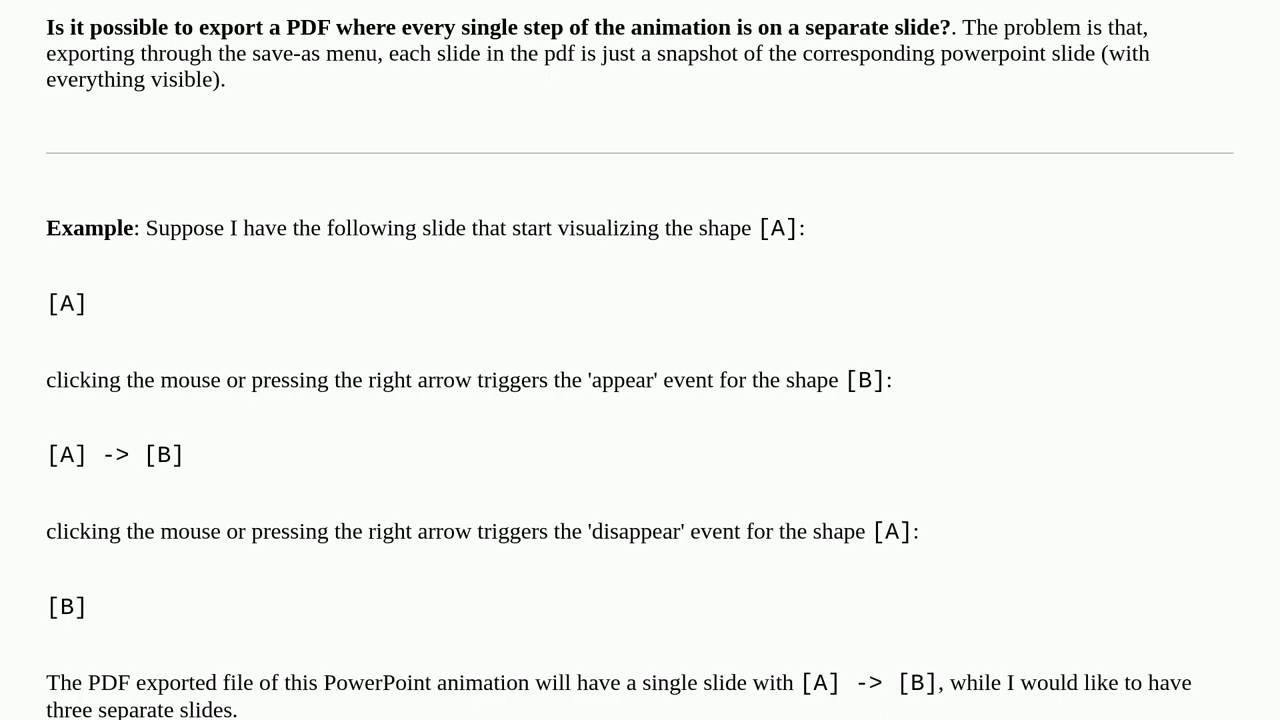 Is it possible to export a PDF where every single step of the animation is on a separate slide?. The problem is that,
exporting through the save-as menu, each slide in the pdf is just a snapshot of the corresponding powerpoint slide (with
everything visible).
Example: Suppose I have the following slide that start visualizing the shape [A]:
[A]
clicking the mouse or pressing the right arrow triggers the 'appear' event for the shape [B]:
[A] -> [B]
clicking the mouse or pressing the right arrow triggers the 'disappear' event for the shape [A]:
[B]
The PDF exported file of this PowerPoint animation will have a single slide with [A] -> [B], while I would like to have
three separate slides.